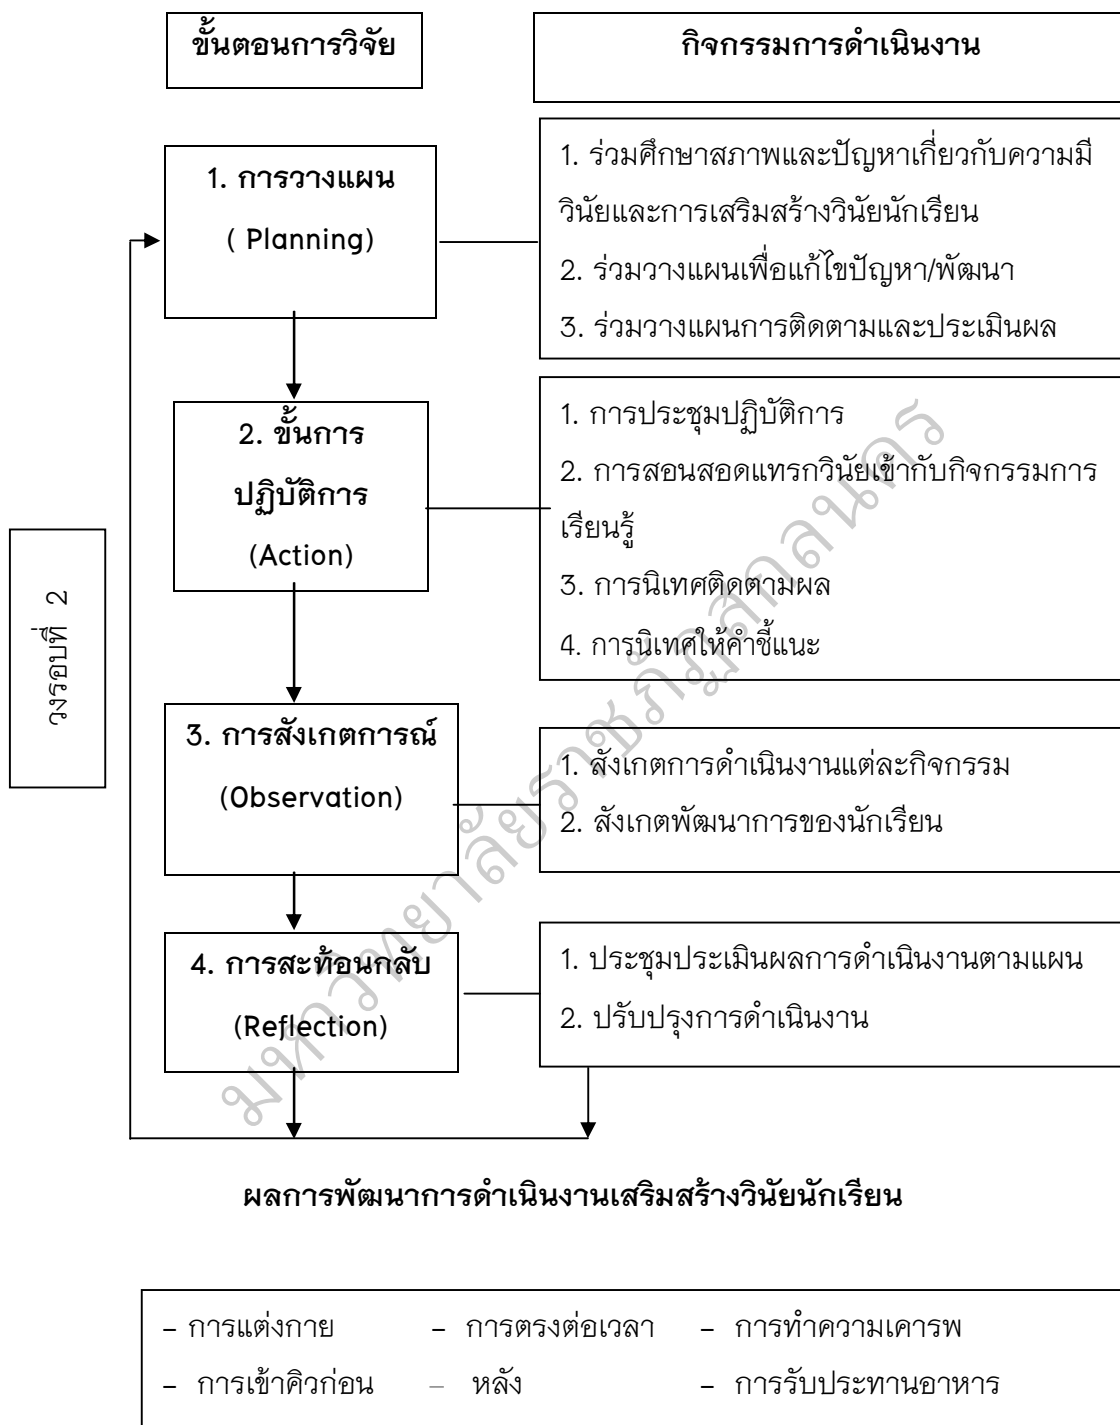 ขั้นตอนการวิจัย
กิจกรรมการดำเนินงาน
1. การวางแผน
( Planning)
1. ร่วมศึกษาสภาพและปัญหาเกี่ยวกับความมี
วินัยและการเสริมสร้างวินัยนักเรียน
2. ร่วมวางแผนเพื่อแก้ไขปัญหา/พัฒนา
3. ร่วมวางแผนการติดตามและประเมินผล
2. ขั้นการ
ปฏิบัติการ
(Action)
1. การประชุมปฏิบัติการ
2. การสอนสอดแทรกวินัยเข้ากับกิจกรรมการ
เรียนรู้
3. การนิเทศติดตามผล
4. การนิเทศให้คำชี้แนะ
วงรอบที่ 2
3. การสังเกตการณ์
(Observation)
1. สังเกตการดำเนินงานแต่ละกิจกรรม
2. สังเกตพัฒนาการของนักเรียน
4. การสะท้อนกลับ
(Reflection)
1. ประชุมประเมินผลการดำเนินงานตามแผน
2. ปรับปรุงการดำเนินงาน
มหาวิทยาลัยราชภัฏสกลนคร
ผลการพัฒนาการดำเนินงานเสริมสร้างวินัยนักเรียน
– การแต่งกาย – การตรงต่อเวลา – การทำความเคารพ
– การเข้าคิวก่อน – หลัง – การรับประทานอาหาร